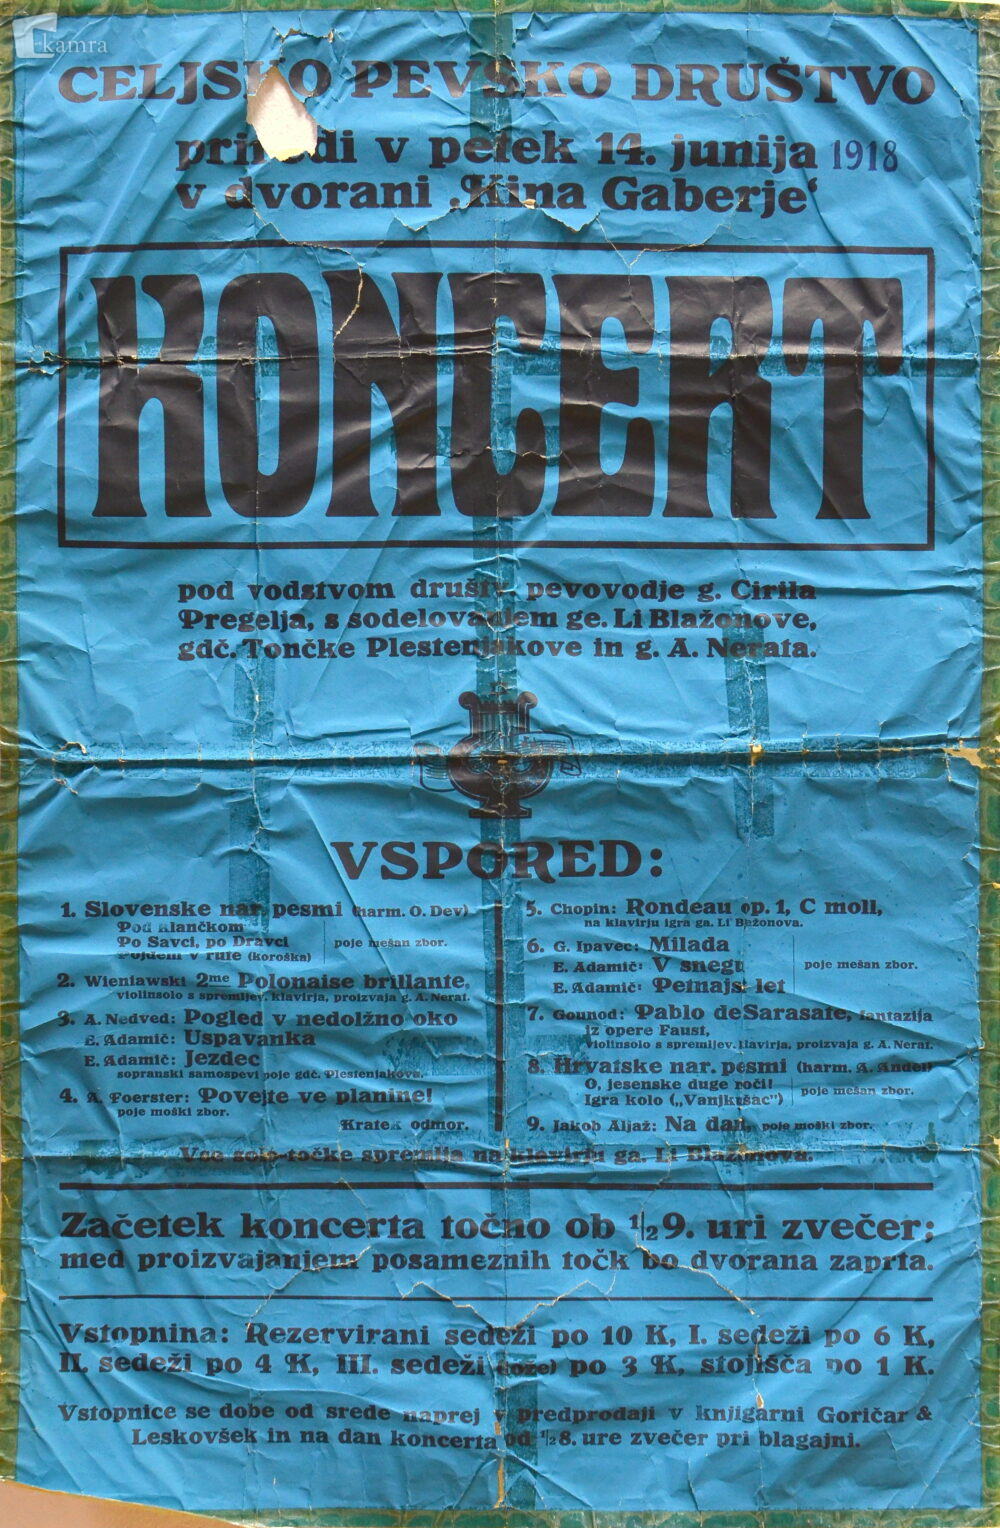 kamra
CELJSKO PEVSKO DRUŠTVO
priredi v petek 14. junija 1918
v dvorani ‚Kina Gaberje‘
KONCERT
pod vodstvom društv. pevovodje g. Cirila
Pregelja, s sodelovanjem ge. Li Blažonove,
gdč. Tončke Plestenjakove in g. A. Nerata.
VSPORED:
1. Slovenske nar. pesmi (harm. O. Dev).
Pod klančkom
Po Savci, po Dravci
Pojdem v rute (koroška)
poje mešan zbor.
2. Wieniawski 2me Polonaise brillante,
violinsolo s spremljev. klavirja, proizvaja g. A. Nerat.
3. A. Nedved: Pogled v nedolžno oko
E. Adamič: Uspavanka
E. Adamič: Jezdec
sopranski samospevi poje gdč. Plestenjakova.
4. A. Foerster: Povejte ve planine!
poje moški zbor.
Kratek odmor.
5. Chopin: Rondeau op. 1, C moll,
na klavirju igra ga. Li Blažonova.
6. G. Ipavec: Milada
E. Adamič: V snegu
E. Adamič: Petnajst let
poje mešan zbor.
7. Gounod: Pablo de Sarasate, fantazija
iz opere Faust,
violinsolo s spremljev. klavirja, proizvaja g. A. Nerat.
8. Hrvatske nar. pesmi (harm. A. Andel)
O, jesenske duge noči!
Igra kolo („Vanjkušac”)
poje mešan zbor.
9. Jakob Aljaž: Na dan, poje moški zbor.
Vse solo-točke spremlja na klavirju ga. Li Blažonova.
Začetek koncerta točno ob 1/2 9. uri zvečer;
med proizvajanjem posameznih točk bo dvorana zaprta.
Vstopnina: Rezervirani sedeži po 10 K, I. sedeži po 6 K,
II. sedeži po 4 K, III. sedeži (lože) po 3 K, stojišča po 1 K.
Vstopnice se dobe od srede naprej v predprodaji v knjigarni Goričar &
Leskovšek in na dan koncerta od 1/2 8. ure zvečer pri blagajni.